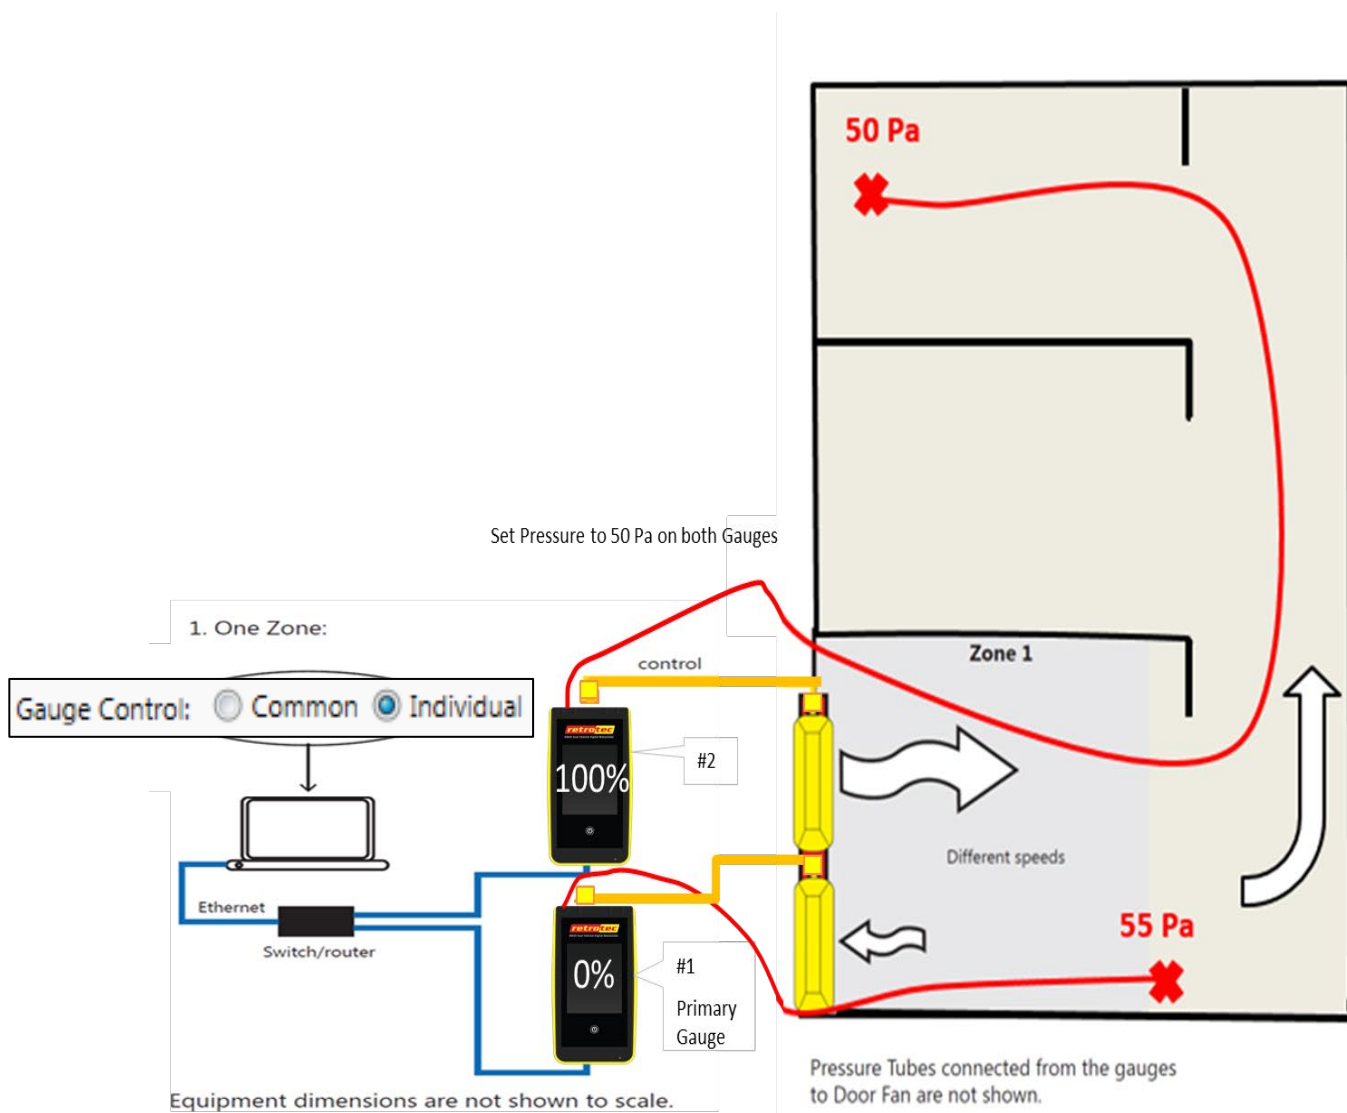 50 Pa
Set Pressure to 50 Pa on both Gauges
1. One Zone:
Zone 1
control
Gauge Control: Common Individual
retrotec
#2
100%
Different speeds
Ethernet
55 Pa
Switch/router
retrotec
0%
#1
Primary
Gauge
Pressure Tubes connected from the gauges
to Door Fan are not shown.
Equipment dimensions are not shown to scale.